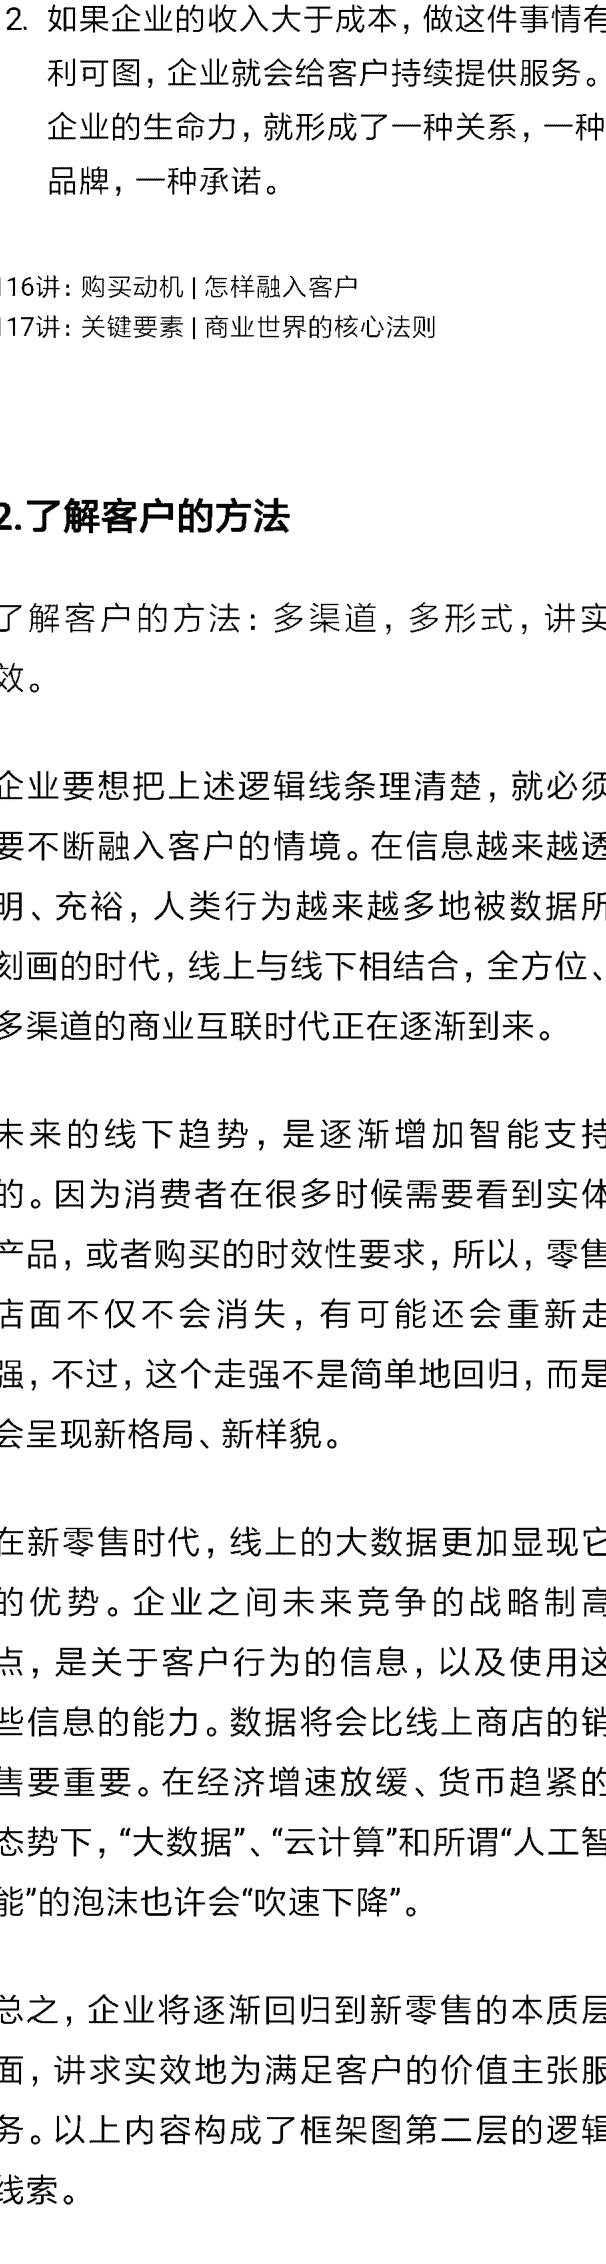 2. 如果企业的收入大于成本，做这件事情有
利可图，企业就会给客户持续提供服务。
企业的生命力，就形成了一种关系，一种
品牌，一种承诺。
116讲：购买动机 | 怎样融入客户
117讲：关键要素 | 商业世界的核心法则
2.了解客户的方法
了解客户的方法：多渠道，多形式，讲实
效。
企业要想把上述逻辑线条理清楚，就必须
要不断融入客户的情境。在信息越来越透
明、充裕，人类行为越来越多地被数据所
刻画的时代，线上与线下相结合，全方位、
多渠道的商业互联时代正在逐渐到来。
未来的线下趋势，是逐渐增加智能支持
的。因为消费者在很多时候需要看到实体
产品，或者购买的时效性要求，所以，零售
店面不仅不会消失，有可能还会重新走
强，不过，这个走强不是简单地回归，而是
会呈现新格局、新样貌。
在新零售时代，线上的大数据更加显现它
的优势。企业之间未来竞争的战略制高
点，是关于客户行为的信息，以及使用这
些信息的能力。数据将会比线上商店的销
售要重要。在经济增速放缓、货币趋紧的
态势下，“大数据”、“云计算”和所谓“人工智
能”的泡沫也许会“吹速下降”。
总之，企业将逐渐回归到新零售的本质层
面，讲求实效地为满足客户的价值主张服
务。以上内容构成了框架图第二层的逻辑
线索。